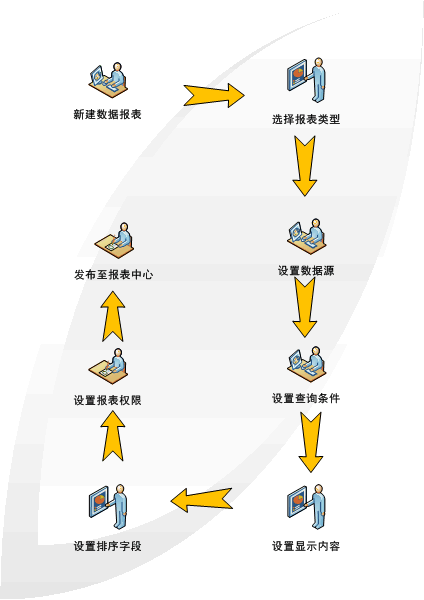 新建数据报表
选择报表类型
设置数据源
设置查询条件
设置显示内容
设置排序字段
设置报表权限
发布至报表中心